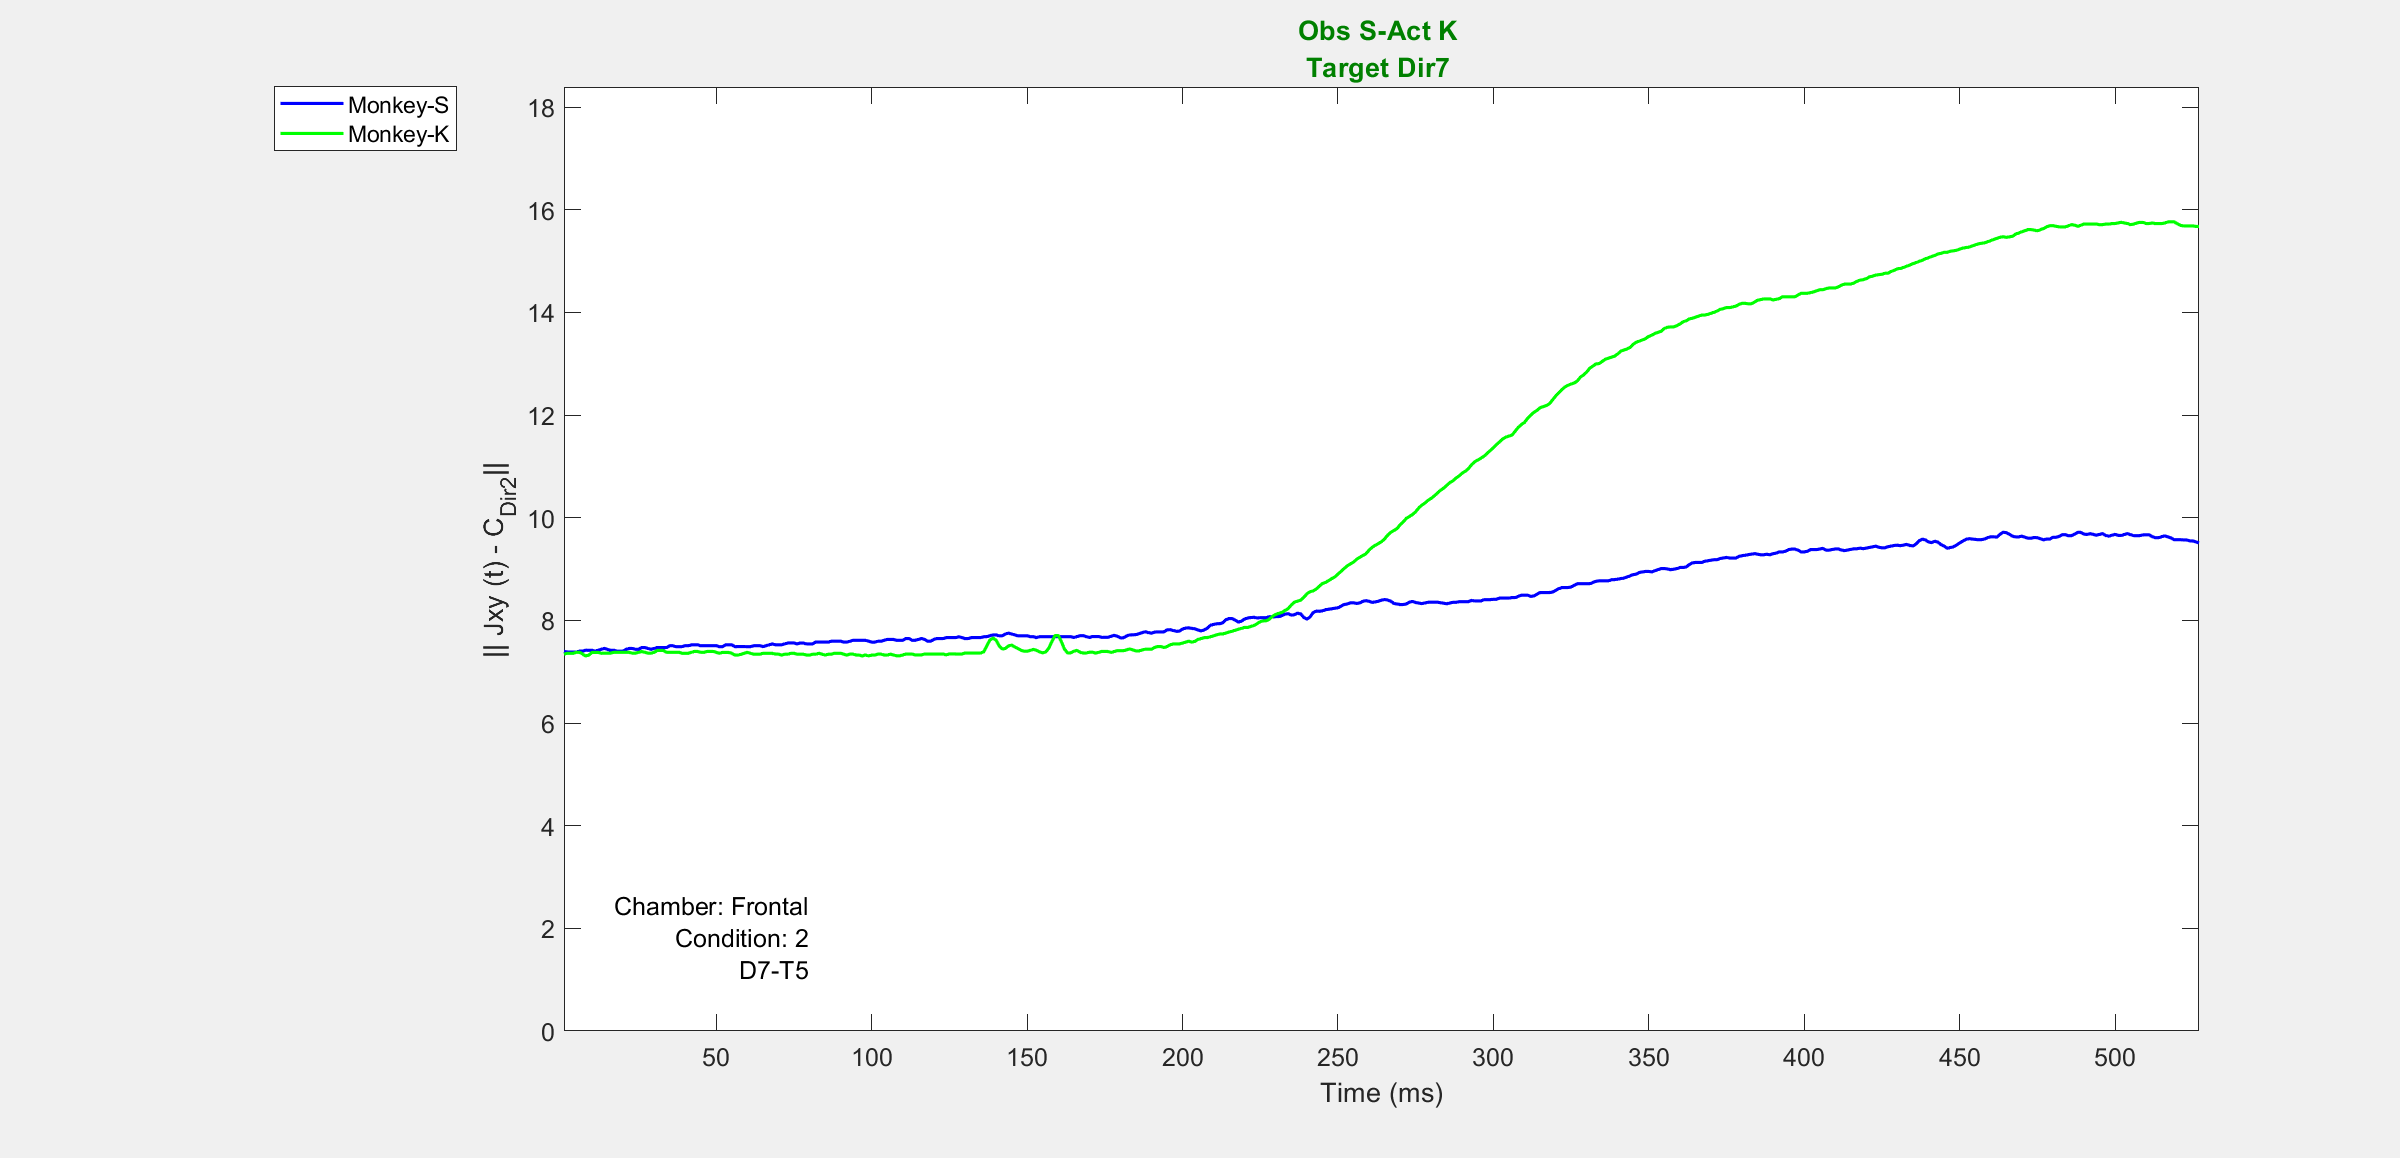 Obs S-Act K
Target Dir7
Monkey-S
Monkey-K
18
16
14
12
10
8
6
4
2
0
|| Jxy (t) - C_Dir2||
Chamber: Frontal
Condition: 2
D7-T5
50 100 150 200 250 300 350 400 450 500
Time (ms)